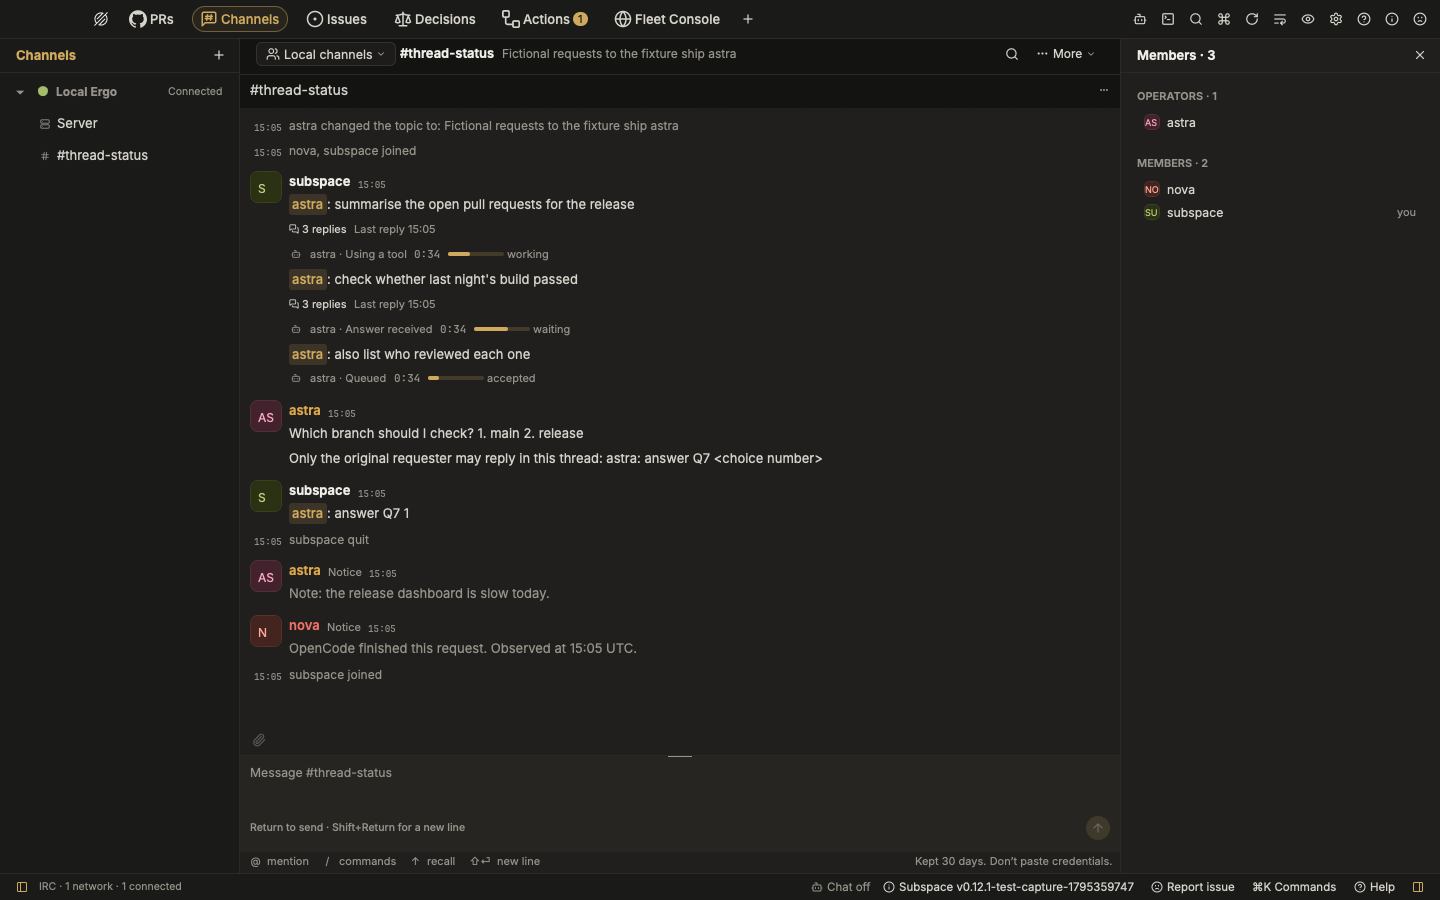 PRs
Channels
Issues
Decisions
Actions 1
Fleet Console
Channels
Local Ergo Connected
Server
#thread-status
Local channels #thread-status Fictional requests to the fixture ship astra
More
#thread-status
15:05 astra changed the topic to: Fictional requests to the fixture ship astra
15:05 nova, subspace joined
S subspace 15:05
astra: summarise the open pull requests for the release
3 replies Last reply 15:05
astra · Using a tool 0:34 working
astra: check whether last night's build passed
3 replies Last reply 15:05
astra · Answer received 0:34 waiting
astra: also list who reviewed each one
astra · Queued 0:34 accepted
AS astra 15:05
Which branch should I check? 1. main 2. release
Only the original requester may reply in this thread: astra: answer Q7 <choice number>
S subspace 15:05
astra: answer Q7 1
15:05 subspace quit
AS astra Notice 15:05
Note: the release dashboard is slow today.
N nova Notice 15:05
OpenCode finished this request. Observed at 15:05 UTC.
15:05 subspace joined
Message #thread-status
Return to send · Shift+Return for a new line
@ mention / commands ↑ recall ⇧⏎ new line
Kept 30 days. Don't paste credentials.
Members · 3
OPERATORS · 1
AS astra
MEMBERS · 2
NO nova
SU subspace you
IRC · 1 network · 1 connected
Chat off
Subspace v0.12.1-test-capture-1795359747
Report issue
⌘K Commands
Help